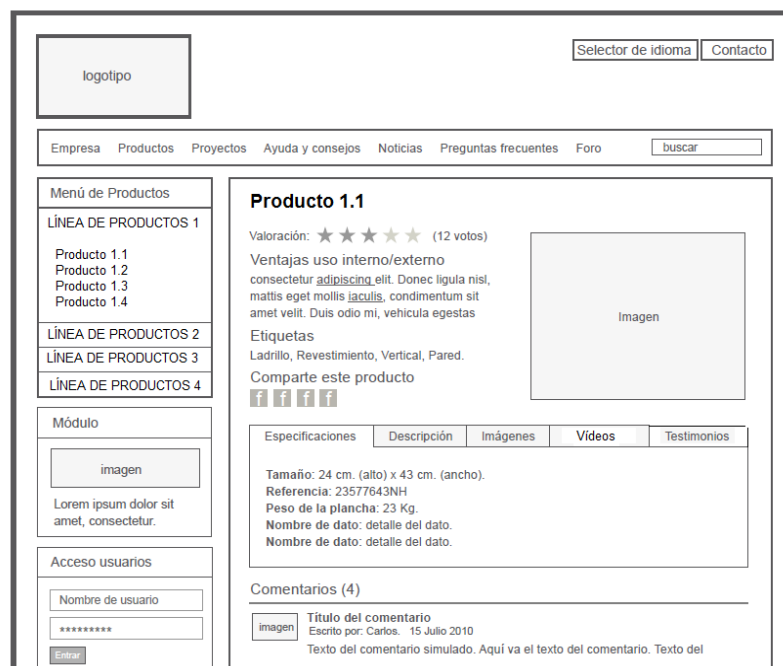 logotipo
Selector de idioma
Contacto
Empresa Productos Proyectos Ayuda y consejos Noticias Preguntas frecuentes Foro buscar
Menú de Productos
LÍNEA DE PRODUCTOS 1
Producto 1.1
Producto 1.2
Producto 1.3
Producto 1.4
LÍNEA DE PRODUCTOS 2
LÍNEA DE PRODUCTOS 3
LÍNEA DE PRODUCTOS 4
Módulo
imagen
Lorem ipsum dolor sit
amet, consectetur.
Acceso usuarios
Nombre de usuario
*********
Entrar
Producto 1.1
Valoración: (12 votos)
Ventajas uso interno/externo
consectetur adipiscing elit. Donec ligula nisl,
mattis eget mollis iaculis, condimentum sit
amet velit. Duis odio mi, vehicula egestas
Etiquetas
Ladrillo, Revestimiento, Vertical, Pared.
Comparte este producto
f f f f
Imagen
Especificaciones Descripción Imágenes Vídeos Testimonios
Tamaño: 24 cm. (alto) x 43 cm. (ancho).
Referencia: 23577643NH
Peso de la plancha: 23 Kg.
Nombre de dato: detalle del dato.
Nombre de dato: detalle del dato.
Comentarios (4)
imagen
Título del comentario
Escrito por: Carlos. 15 Julio 2010
Texto del comentario simulado. Aquí va el texto del comentario. Texto del